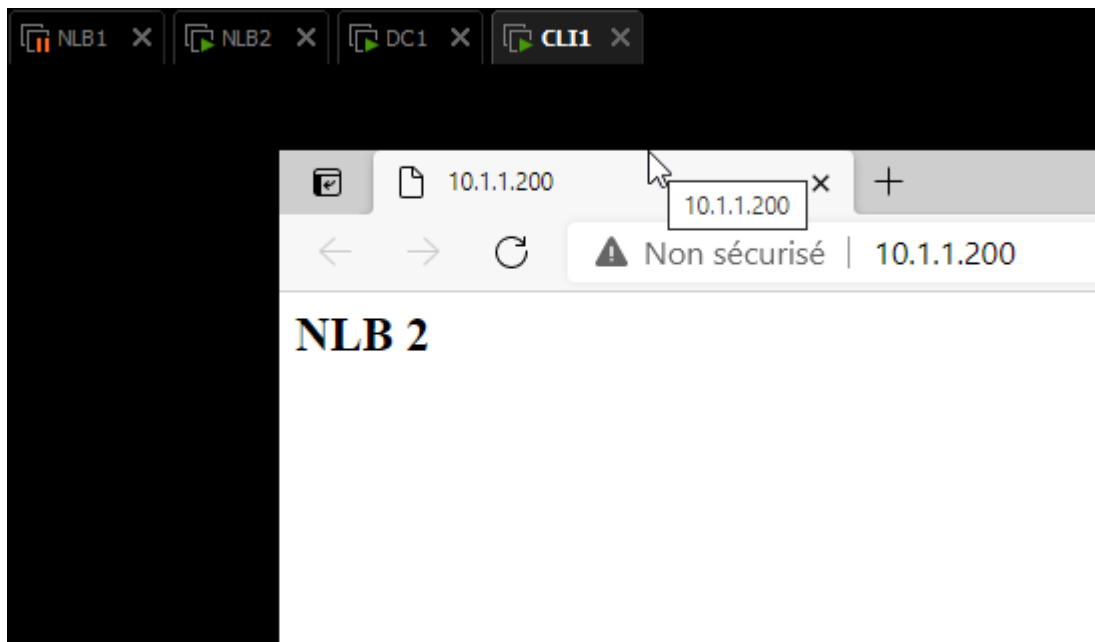 NLB1 NLB2 DC1 CLI1
10.1.1.200
10.1.1.200
Non sécurisé 10.1.1.200
NLB 2